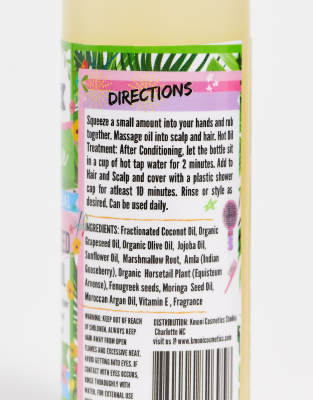 DIRECTIONS
Squeeze a small amount into your hands and rub
together. Massage oil into scalp and hair. Hot Oil
Treatment: After Conditioning, let the bottle sit
in a cup of hot tap water for 2 minutes. Add to
Hair and Scalp and cover with a plastic shower
cap for atleast 10 minutes. Rinse or style as
desired. Can be used daily.
INGREDIENTS: Fractionated Coconut Oil, Organic
Grapeseed Oil, Organic Olive Oil, Jojoba Oil,
Sunflower Oil, Marshmallow Root, Amla (Indian
Gooseberry), Organic Horsetail Plant (Equisteum
Arvense), Fenugreek seeds, Moringa Seed Oil,
Moroccan Argan Oil, Vitamin E, Fragrance
WARNING: KEEP OUT OF REACH
OF CHILDREN. ALWAYS KEEP
HAIR AWAY FROM OPEN
FLAMES AND EXCESSIVE HEAT.
AVOID GETTING INTO EYES. IF
CONTACT WITH EYES OCCURS,
RINSE THOROUGHLY WITH
WATER. FOR EXTERNAL USE
DISTRIBUTION: Kmoni Cosmetics
Charlotte NC
visit us @ www.kmonicosmetics.com